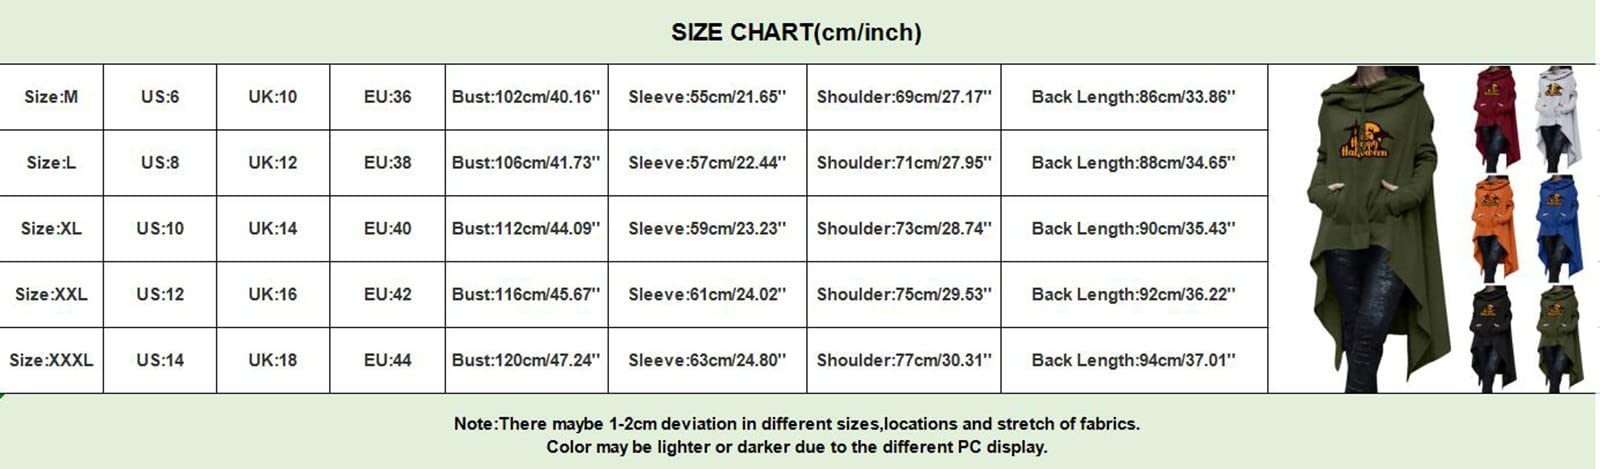 SIZE CHART(cm/inch)
Size:M US:6 UK:10 EU:36 Bust:102cm/40.16'' Sleeve:55cm/21.65'' Shoulder:69cm/27.17'' Back Length:86cm/33.86''
Size:L US:8 UK:12 EU:38 Bust:106cm/41.73'' Sleeve:57cm/22.44'' Shoulder:71cm/27.95'' Back Length:88cm/34.65''
Size:XL US:10 UK:14 EU:40 Bust:112cm/44.09'' Sleeve:59cm/23.23'' Shoulder:73cm/28.74'' Back Length:90cm/35.43''
Size:XXL US:12 UK:16 EU:42 Bust:116cm/45.67'' Sleeve:61cm/24.02'' Shoulder:75cm/29.53'' Back Length:92cm/36.22''
Size:XXXL US:14 UK:18 EU:44 Bust:120cm/47.24'' Sleeve:63cm/24.80'' Shoulder:77cm/30.31'' Back Length:94cm/37.01''
Happy
Halloween
Note:There maybe 1-2cm deviation in different sizes,locations and stretch of fabrics.
Color may be lighter or darker due to the different PC display.